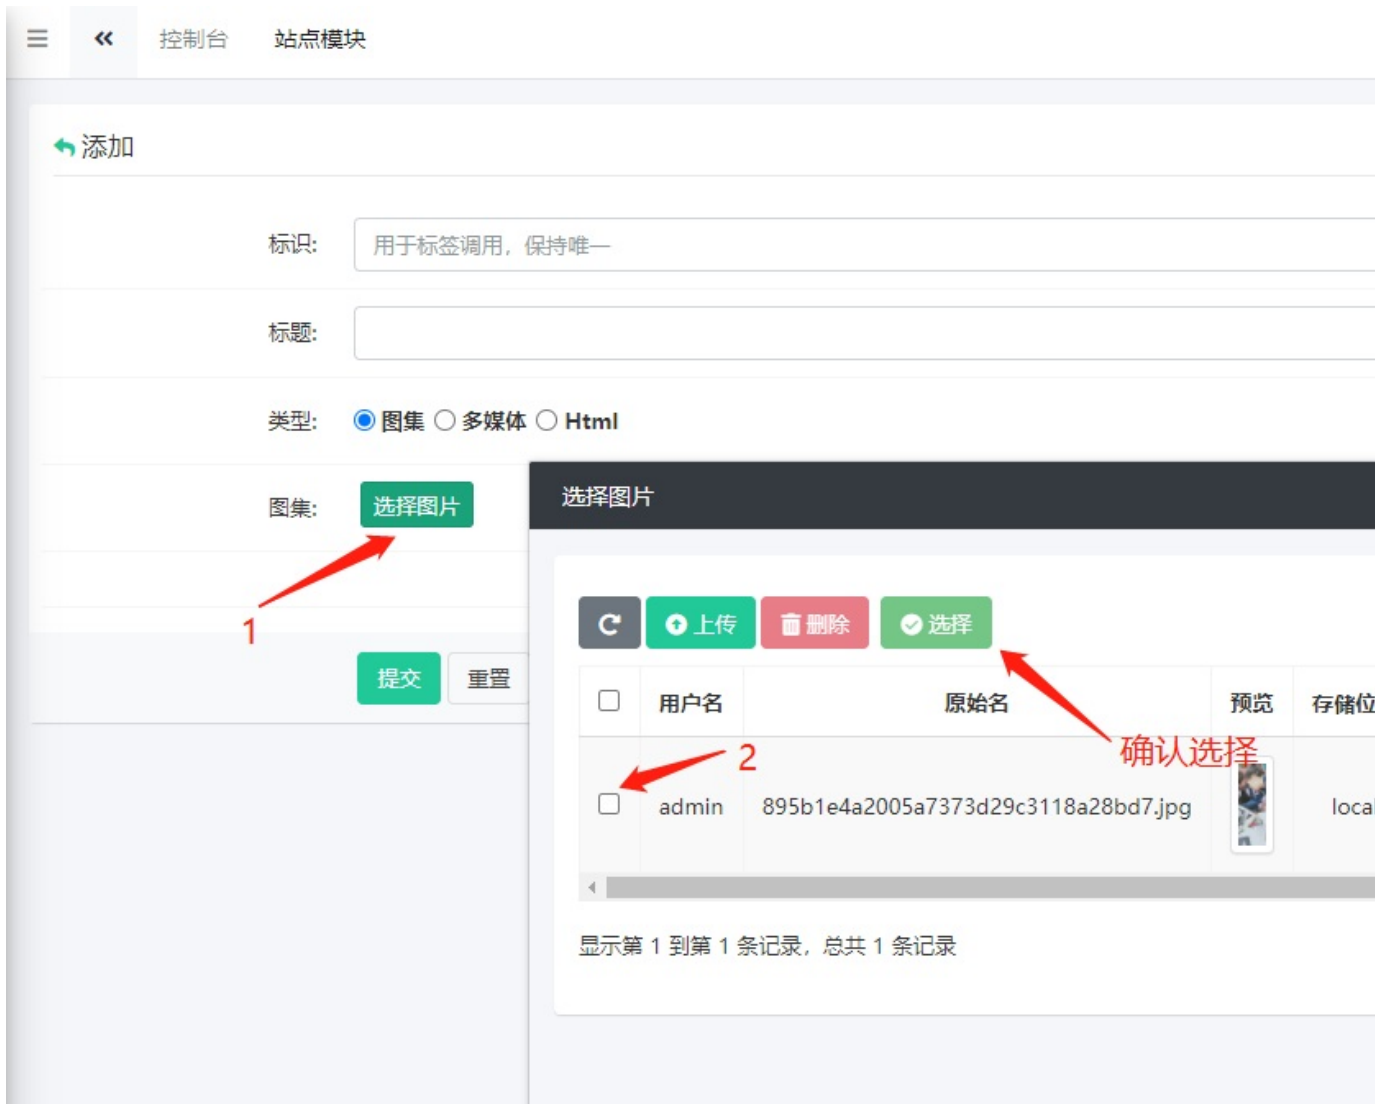 控制台 站点模块
添加
标识: 用于标签调用，保持唯一
标题:
类型: 图集 多媒体 Html
图集: 选择图片
1
提交 重置
选择图片
上传 删除 选择
用户名 原始名 预览 存储位
确认选择
2
admin 895b1e4a2005a7373d29c3118a28bd7.jpg local
显示第 1 到第 1 条记录，总共 1 条记录